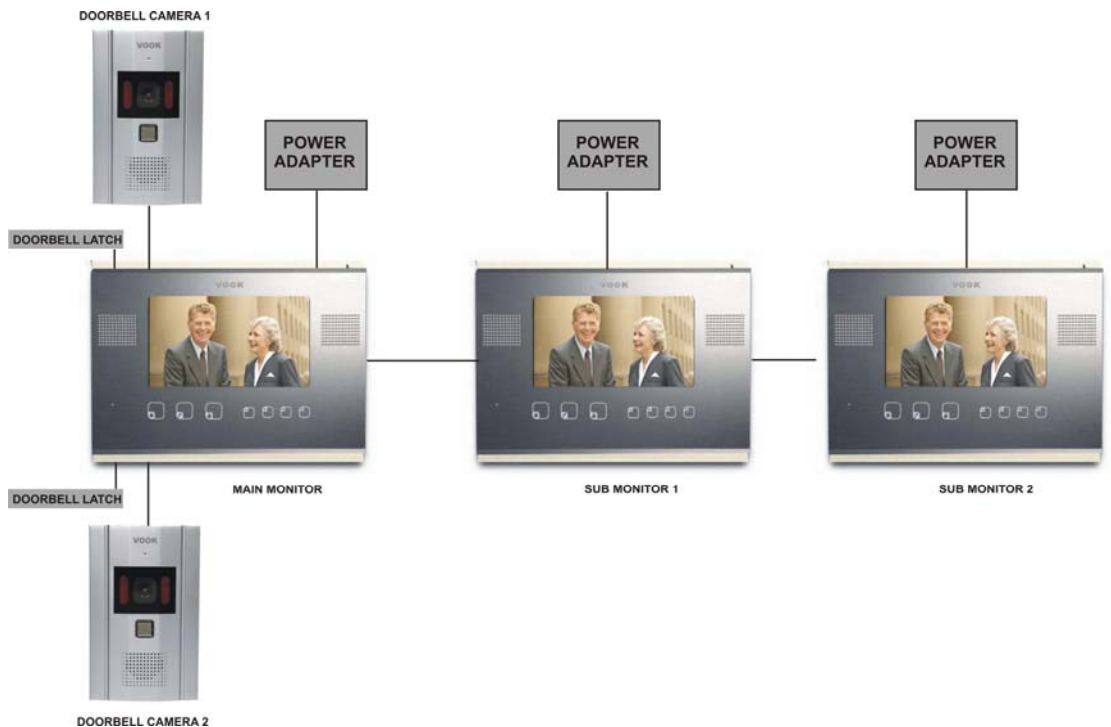 DOORBELL CAMERA 1
VOOK
POWER
ADAPTER
POWER
ADAPTER
POWER
ADAPTER
DOORBELL LATCH
VOOK
VOOK
VOOK
DOORBELL LATCH
MAIN MONITOR
SUB MONITOR 1
SUB MONITOR 2
VOOK
DOORBELL CAMERA 2